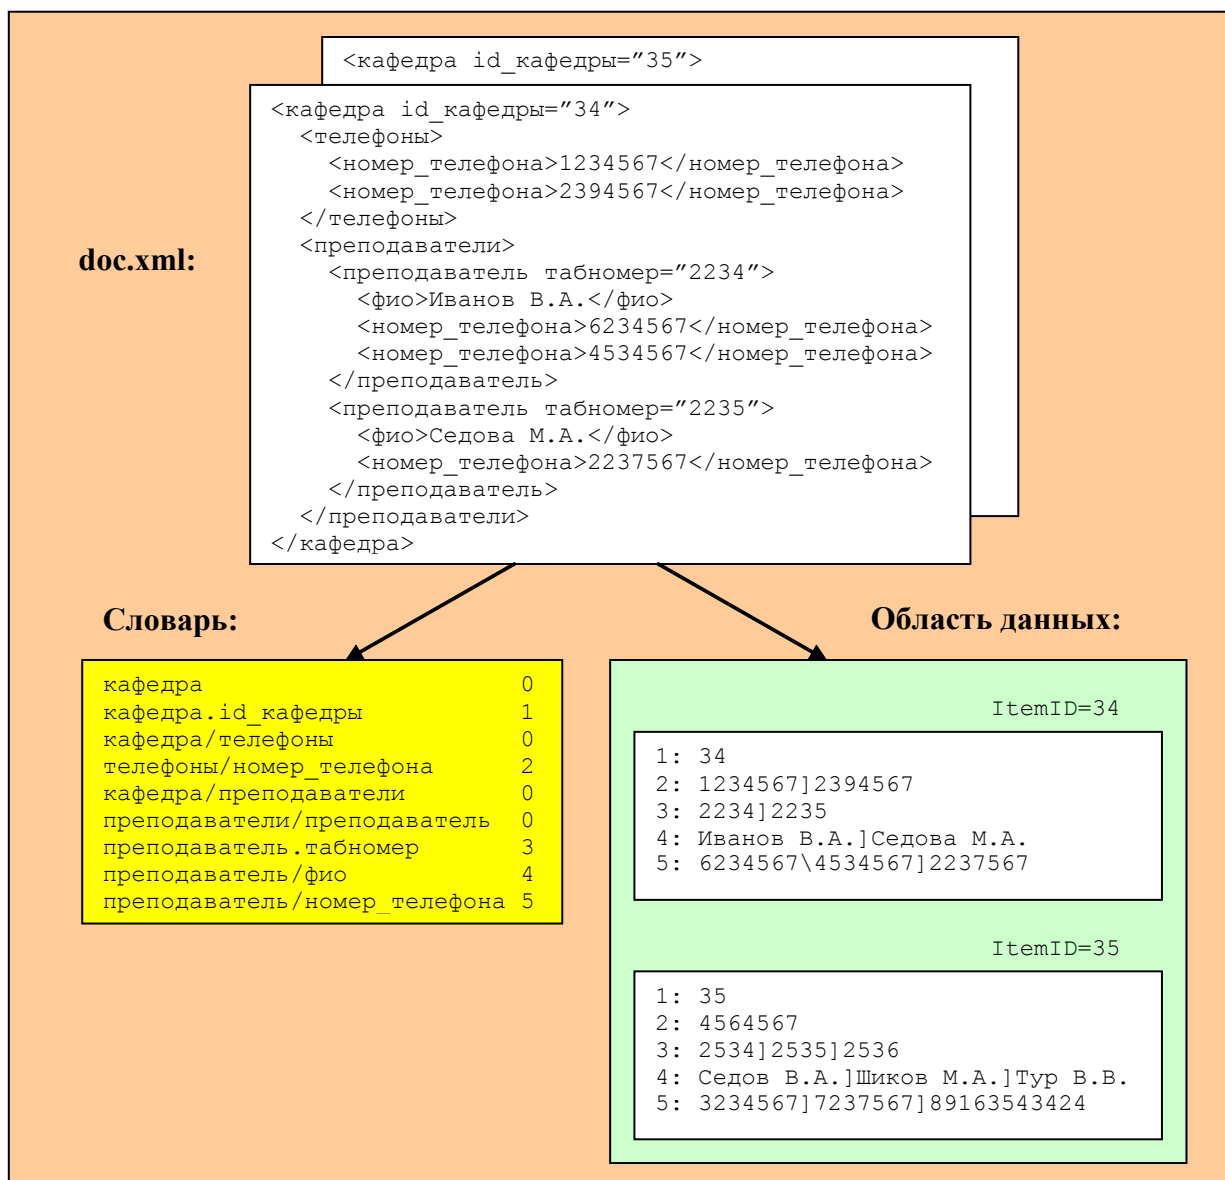 <кафедра id_кафедры=”35”>
<кафедра id_кафедры=”34”>
<телефоны>
<номер_телефона>1234567</номер_телефона>
<номер_телефона>2394567</номер_телефона>
</телефоны>
<преподаватели>
doc.xml:
<преподаватель табномер=”2234”>
<фио>Иванов В.А.</фио>
<номер_телефона>6234567</номер_телефона>
<номер_телефона>4534567</номер_телефона>
</преподаватель>
<преподаватель табномер=”2235”>
<фио>Седова М.А.</фио>
<номер_телефона>2237567</номер_телефона>
</преподаватель>
</преподаватели>
</кафедра>
Словарь:
кафедра 0
кафедра.id_кафедры 1
кафедра/телефоны 0
телефоны/номер_телефона 2
кафедра/преподаватели 0
преподаватели/преподаватель 0
преподаватель.табномер 3
преподаватель/фио 4
преподаватель/номер_телефона 5
Область данных:
ItemID=34
1: 34
2: 1234567]2394567
3: 2234]2235
4: Иванов В.А.]Седова М.А.
5: 6234567\4534567]2237567
ItemID=35
1: 35
2: 4564567
3: 2534]2535]2536
4: Седов В.А.]Шиков М.А.]Тур В.В.
5: 3234567]7237567]89163543424